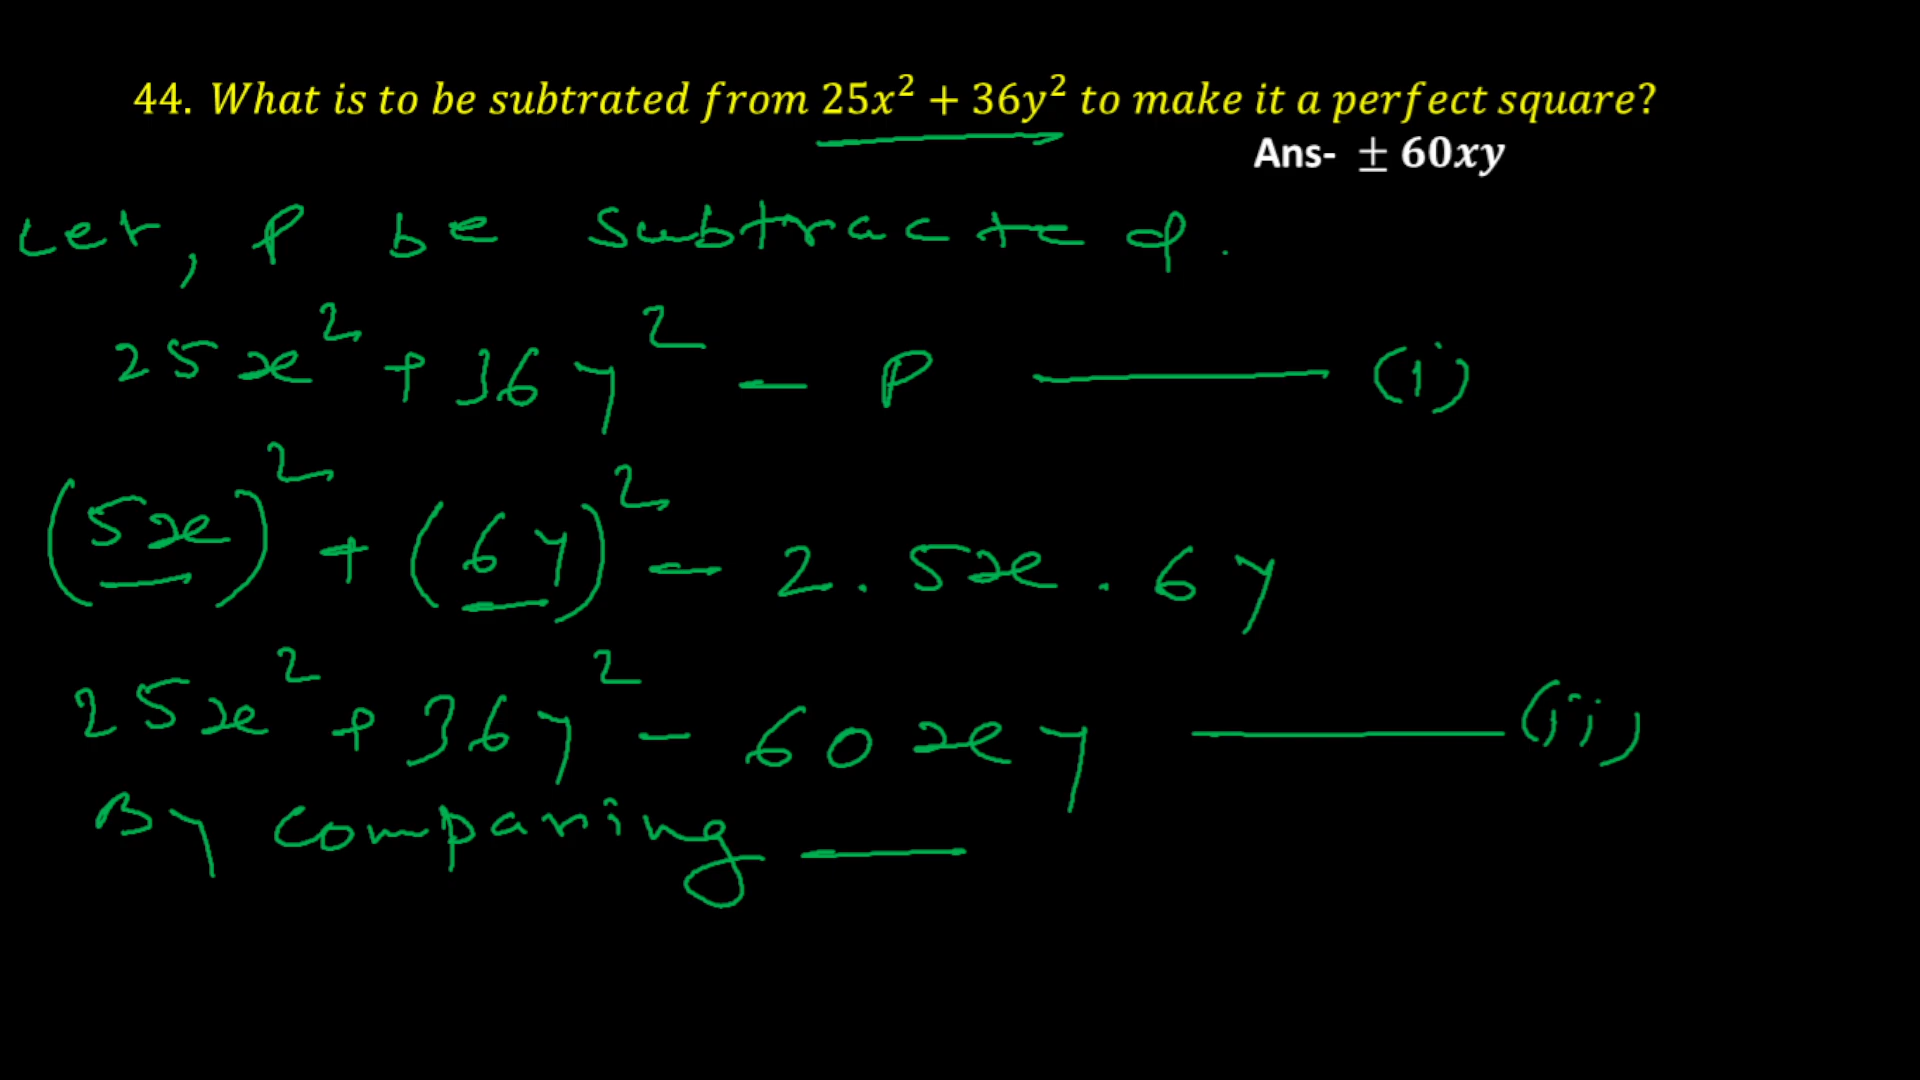 44. What is to be subtrated from 25x² + 36y² to make it a perfect square?
Ans- ± 60xy
Let, P be subtracted.
25x² + 36y² - P ——— (i)
(5x)² + (6y)² - 2.5x.6y
25x² + 36y² - 60xy ——— (ii)
By comparing —